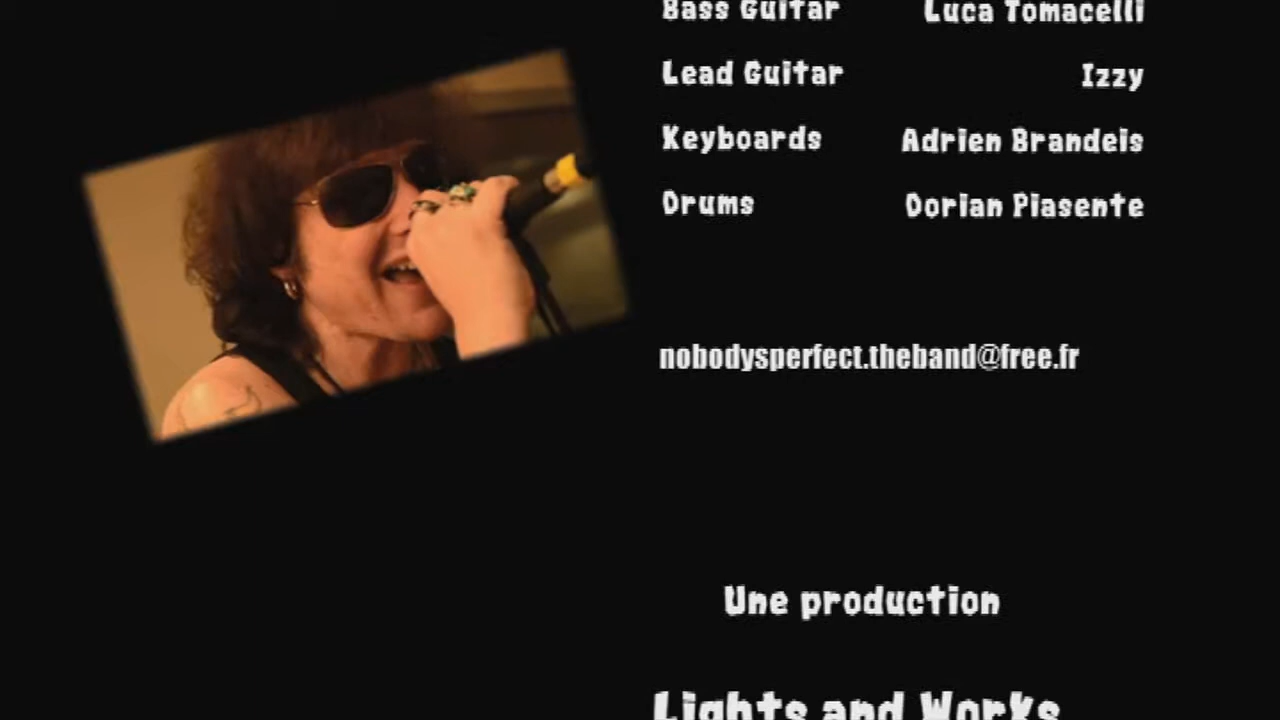 Bass Guitar Luca Tomacelli
Lead Guitar Izzy
Keyboards Adrien Brandeis
Drums Dorian Piasente
nobodysperfect.theband@free.fr
Une production
Lights and Works